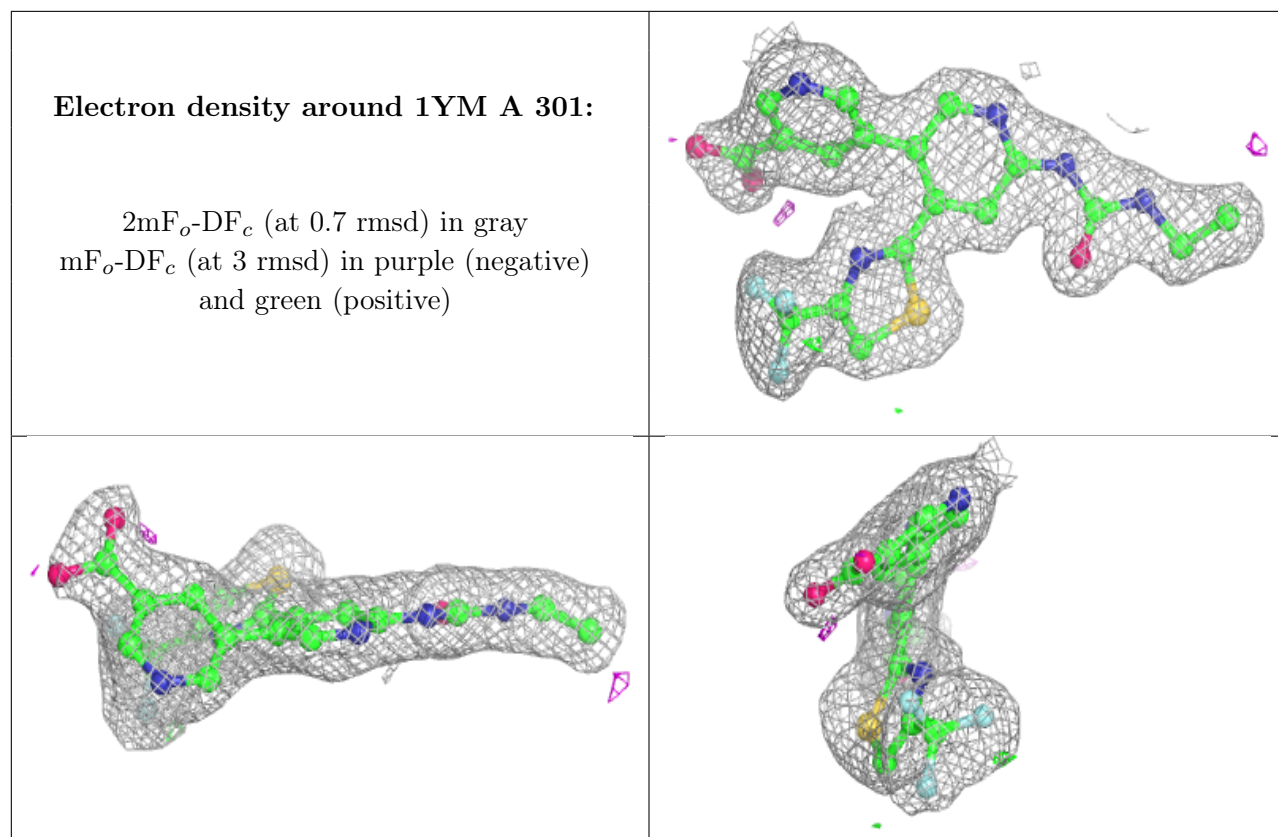 Electron density around 1YM A 301:
2mFₒ-DF𝒸 (at 0.7 rmsd) in gray
mFₒ-DF𝒸 (at 3 rmsd) in purple (negative)
and green (positive)